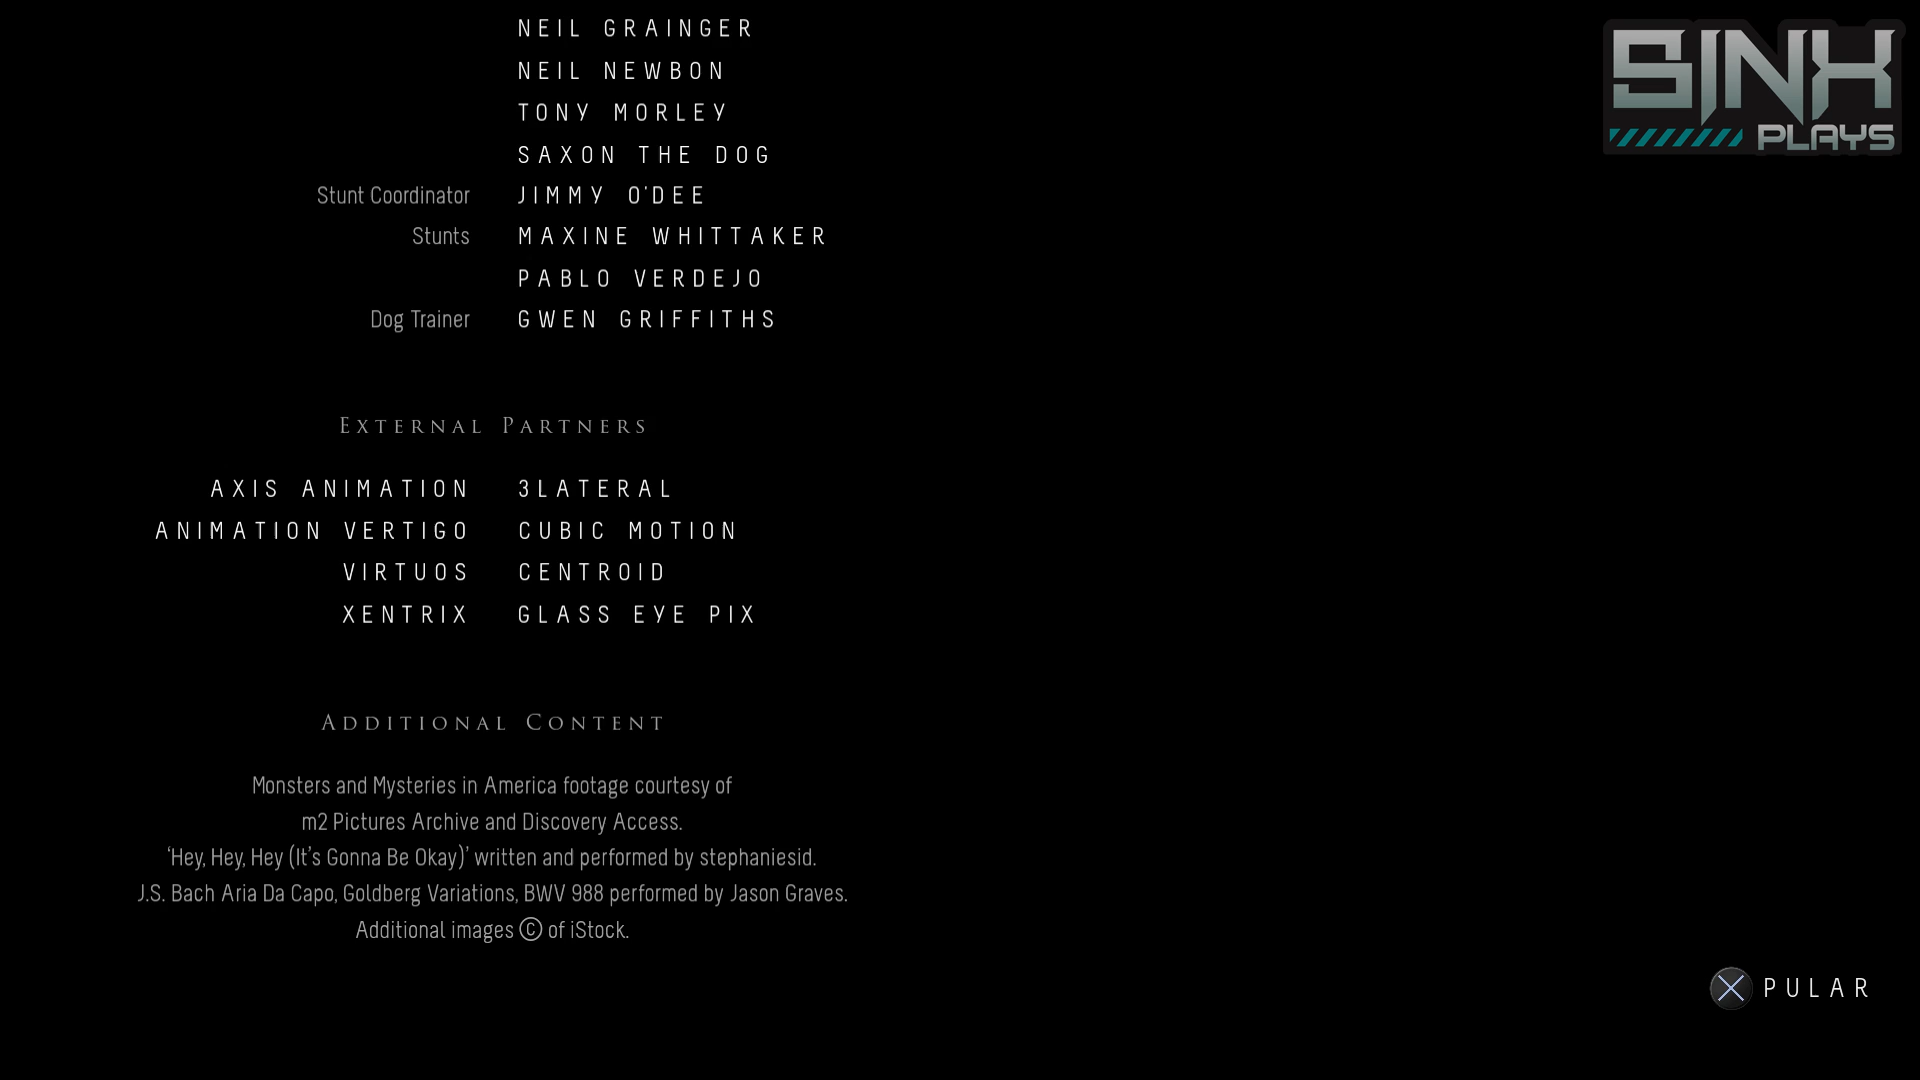 NEIL GRAINGER
NEIL NEWBON
TONY MORLEY
SAXON THE DOG
Stunt Coordinator JIMMY O'DEE
Stunts MAXINE WHITTAKER
PABLO VERDEJO
Dog Trainer GWEN GRIFFITHS
EXTERNAL PARTNERS
AXIS ANIMATION 3LATERAL
ANIMATION VERTIGO CUBIC MOTION
VIRTUOS CENTROID
XENTRIX GLASS EYE PIX
ADDITIONAL CONTENT
Monsters and Mysteries in America footage courtesy of
m2 Pictures Archive and Discovery Access.
‘Hey, Hey, Hey (It’s Gonna Be Okay)’ written and performed by stephaniesid.
J.S. Bach Aria Da Capo, Goldberg Variations, BWV 988 performed by Jason Graves.
Additional images © of iStock.
SINX
PLAYS
PULAR